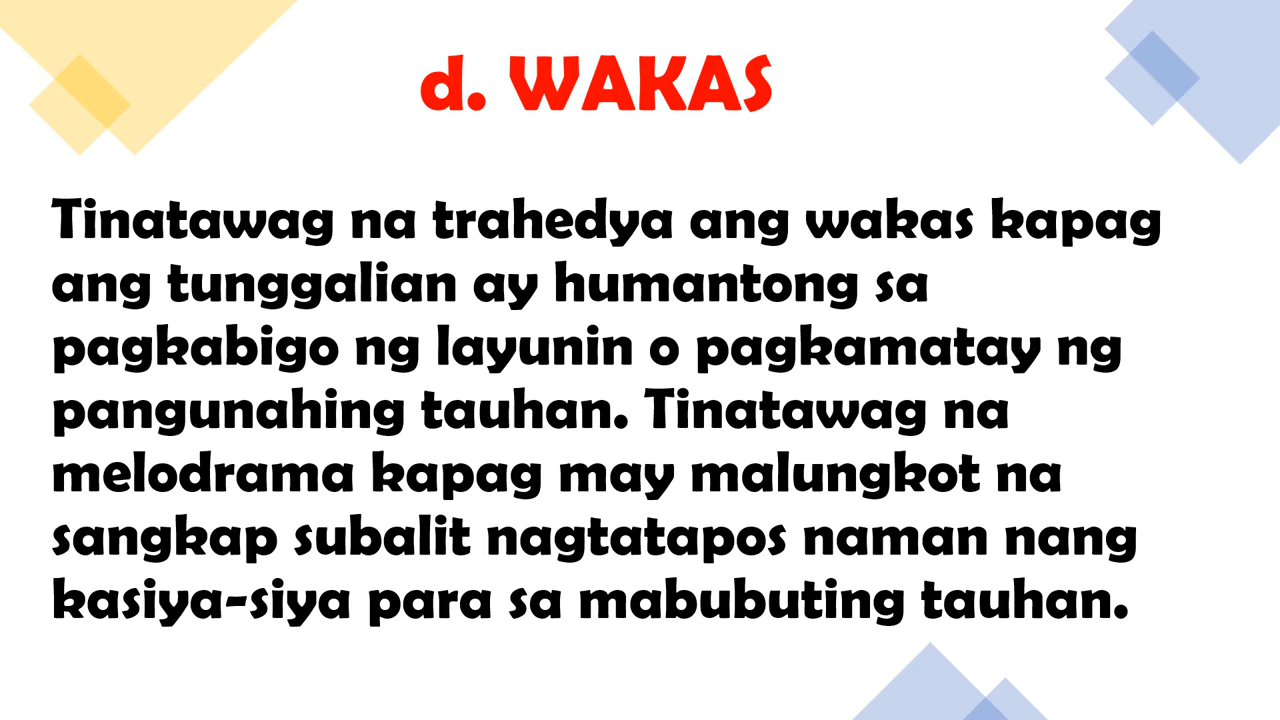 d. WAKAS
Tinatawag na trahedya ang wakas kapag
ang tunggalian ay humantong sa
pagkabigo ng layunin o pagkamatay ng
pangunahing tauhan. Tinatawag na
melodrama kapag may malungkot na
sangkap subalit nagtatapos naman nang
kasiya-siya para sa mabubuting tauhan.